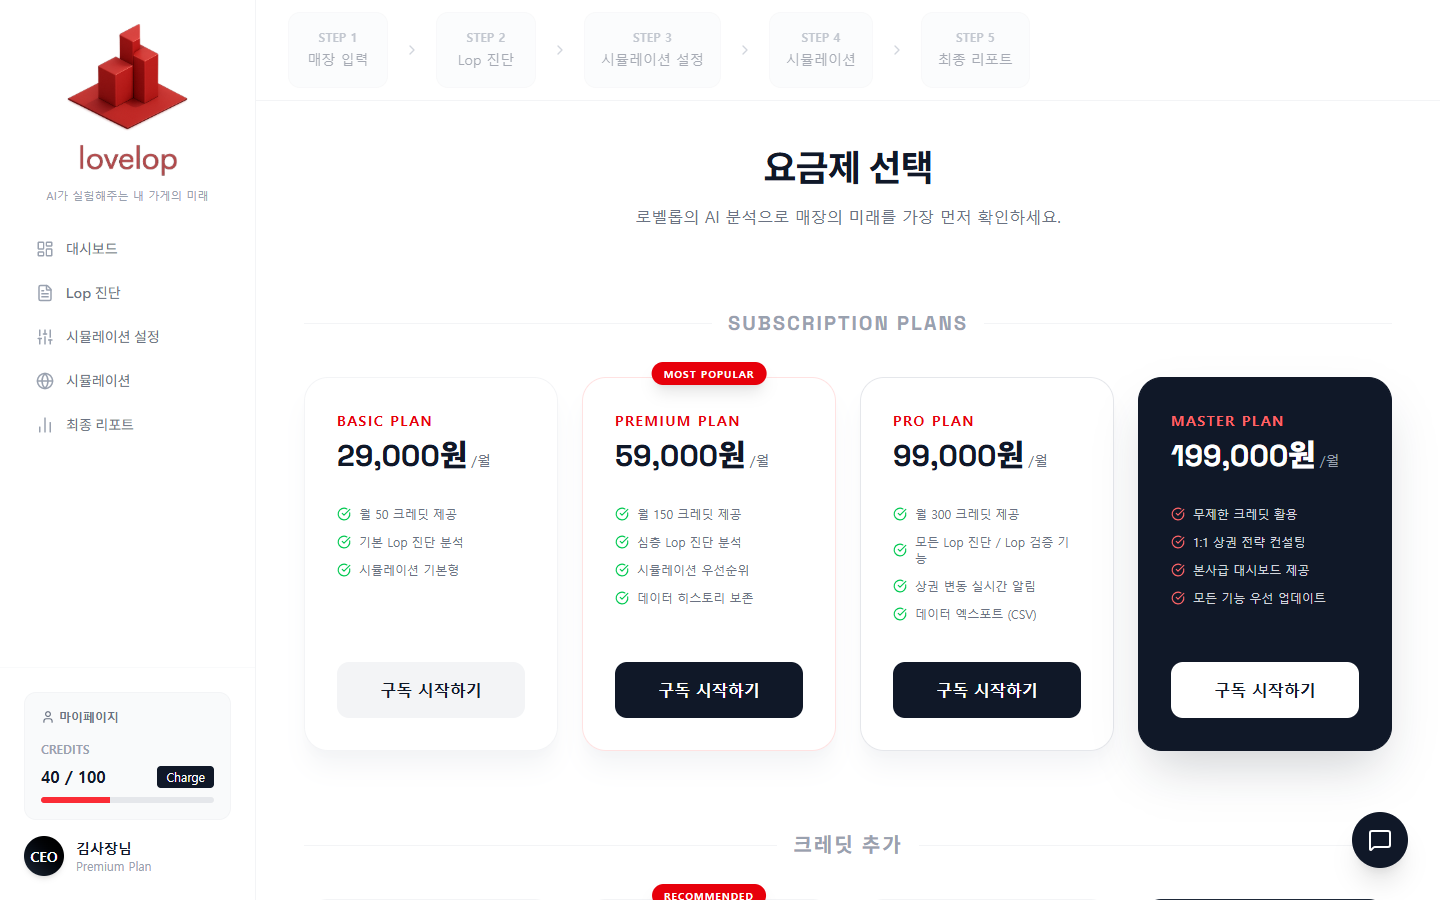 lovelop
AI가 실험해주는 내 가게의 미래
대시보드
Lop 진단
시뮬레이션 설정
시뮬레이션
최종 리포트
마이페이지
CREDITS
40 / 100
Charge
CEO
김사장님
Premium Plan
STEP 1
매장 입력
STEP 2
Lop 진단
STEP 3
시뮬레이션 설정
STEP 4
시뮬레이션
STEP 5
최종 리포트
요금제 선택
로벨롭의 AI 분석으로 매장의 미래를 가장 먼저 확인하세요.
SUBSCRIPTION PLANS
BASIC PLAN
29,000원 /월
월 50 크레딧 제공
기본 Lop 진단 분석
시뮬레이션 기본형
구독 시작하기
MOST POPULAR
PREMIUM PLAN
59,000원 /월
월 150 크레딧 제공
심층 Lop 진단 분석
시뮬레이션 우선순위
데이터 히스토리 보존
구독 시작하기
PRO PLAN
99,000원 /월
월 300 크레딧 제공
모든 Lop 진단 / Lop 검증 기
능
상권 변동 실시간 알림
데이터 엑스포트 (CSV)
구독 시작하기
MASTER PLAN
199,000원 /월
무제한 크레딧 활용
1:1 상권 전략 컨설팅
본사급 대시보드 제공
모든 기능 우선 업데이트
구독 시작하기
크레딧 추가
RECOMMENDED